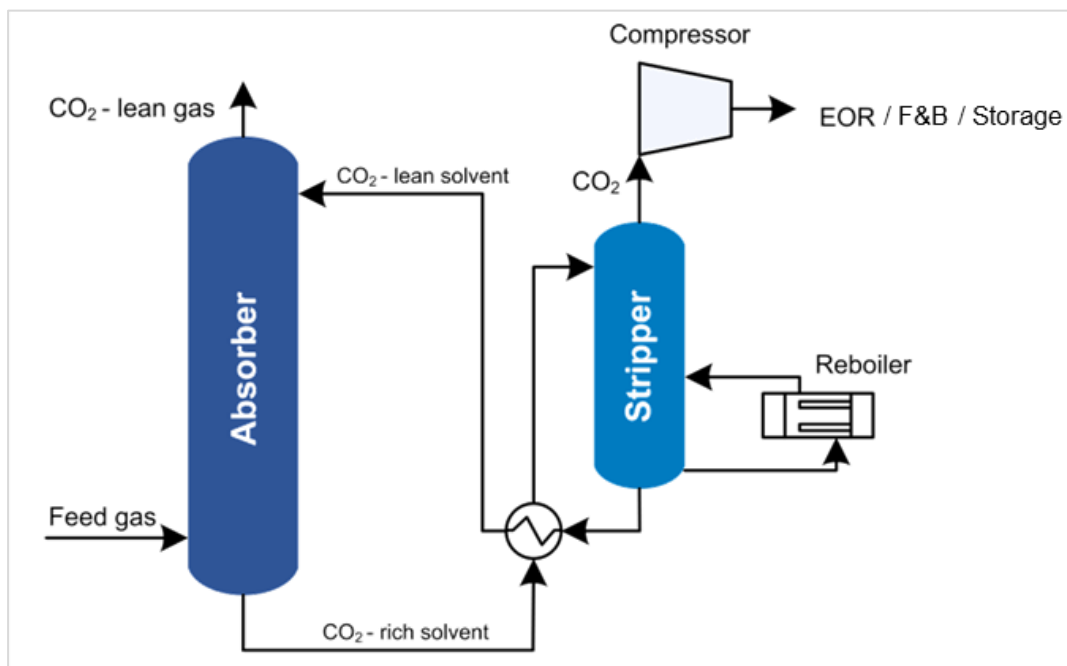 Compressor
CO₂ - lean gas
EOR / F&B / Storage
CO₂ - lean solvent
CO₂
Absorber
Stripper
Reboiler
Feed gas
CO₂ - rich solvent